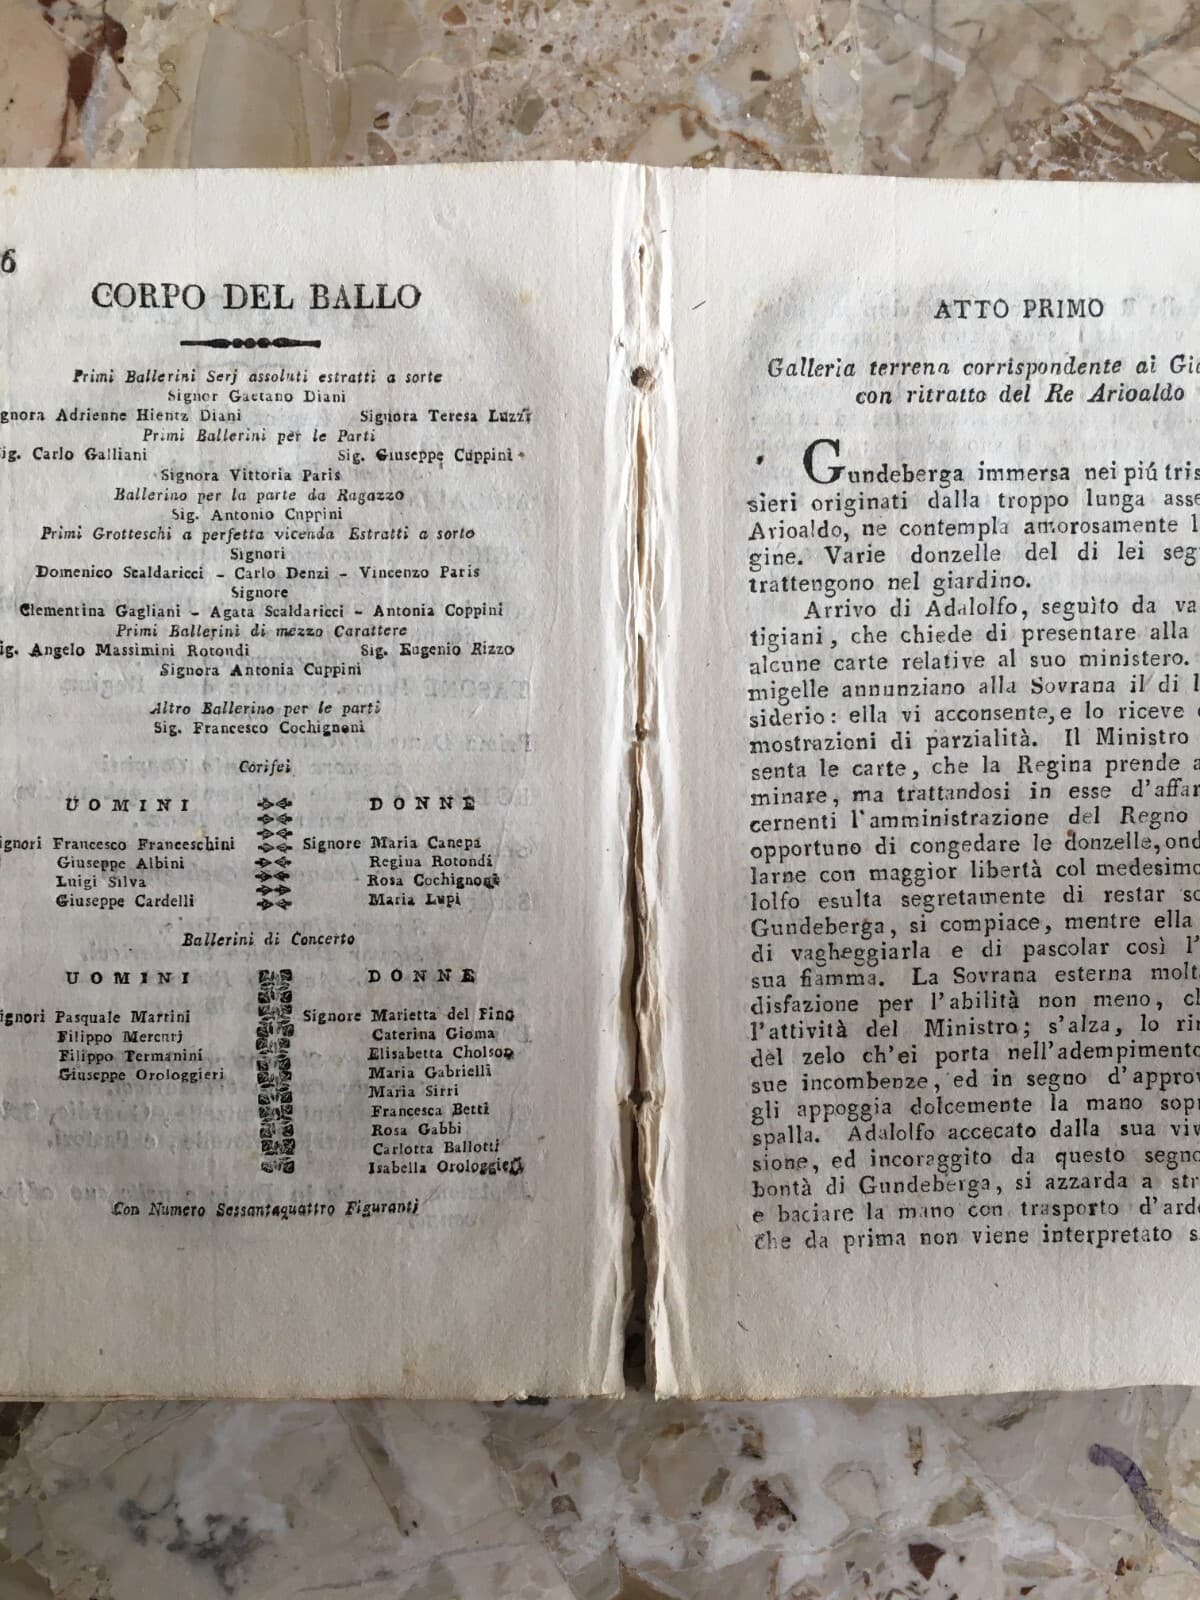 6
CORPO DEL BALLO
Primi Ballerini Serj assoluti estratti a sorte
Signor Gaetano Diani
gnora Adrienne Hientz Diani Signora Teresa Luzzi
Primi Ballerini per le Parti
ig. Carlo Galliani Sig. Giuseppe Cuppini
Signora Vittoria Paris
Ballerino per la parte da Ragazzo
Sig. Antonio Cuppini
Primi Grotteschi a perfetta vicenda Estratti a sorte
Signori
Domenico Scaldaricci - Carlo Denzi - Vincenzo Paris
Signore
Clementina Gagliani - Agata Scaldaricci - Antonia Coppini
Primi Ballerini di mezzo Carattere
ig. Angelo Massimini Rotondi Sig. Eugenio Rizzo
Signora Antonia Cuppini
Altro Ballerino per le parti
Sig. Francesco Cochignoni
Corifei
UOMINI DONNE
ignori Francesco Franceschini Signore Maria Canepa
Giuseppe Albini Regina Rotondi
Luigi Silva Rosa Cochignoni
Giuseppe Cardelli Maria Lupi
Ballerini di Concerto
UOMINI DONNE
ignori Pasquale Martini Signore Marietta del Fino
Filippo Mercurj Caterina Gioma
Filippo Termanini Elisabetta Cholson
Giuseppe Orologgieri Maria Gabrielli
Maria Sirri
Francesca Betti
Rosa Gabbi
Carlotta Ballotti
Isabella Orologgieri
Con Numero Sessantaquattro Figuranti
ATTO PRIMO
Galleria terrena corrispondente ai Gia
con ritratto del Re Arioaldo
Gundeberga immersa nei piú tris
sieri originati dalla troppo lunga asse
Arioaldo, ne contempla amorosamente l
gine. Varie donzelle del di lei seg
trattengono nel giardino.
Arrivo di Adalolfo, seguìto da va
tigiani, che chiede di presentare alla
alcune carte relative al suo ministero.
migelle annunziano alla Sovrana il di l
siderio: ella vi acconsente, e lo riceve
mostrazioni di parzialità. Il Ministro
senta le carte, che la Regina prende a
minare, ma trattandosi in esse d'affar
cernenti l'amministrazione del Regno
opportuno di congedare le donzelle, ond
larne con maggior libertà col medesimo
lolfo esulta segretamente di restar so
Gundeberga, si compiace, mentre ella
di vagheggiarla e di pascolar così l'
sua fiamma. La Sovrana esterna molt
disfazione per l'abilità non meno, ch
l'attività del Ministro; s'alza, lo rin
del zelo ch'ei porta nell'adempimento
sue incombenze, ed in segno d'approv
gli appoggia dolcemente la mano sopr
spalla. Adalolfo accecato dalla sua viv
sione, ed incoraggito da questo segno
bontà di Gundeberga, si azzarda a str
e baciare la mano con trasporto d'ard
Che da prima non viene interpretato s